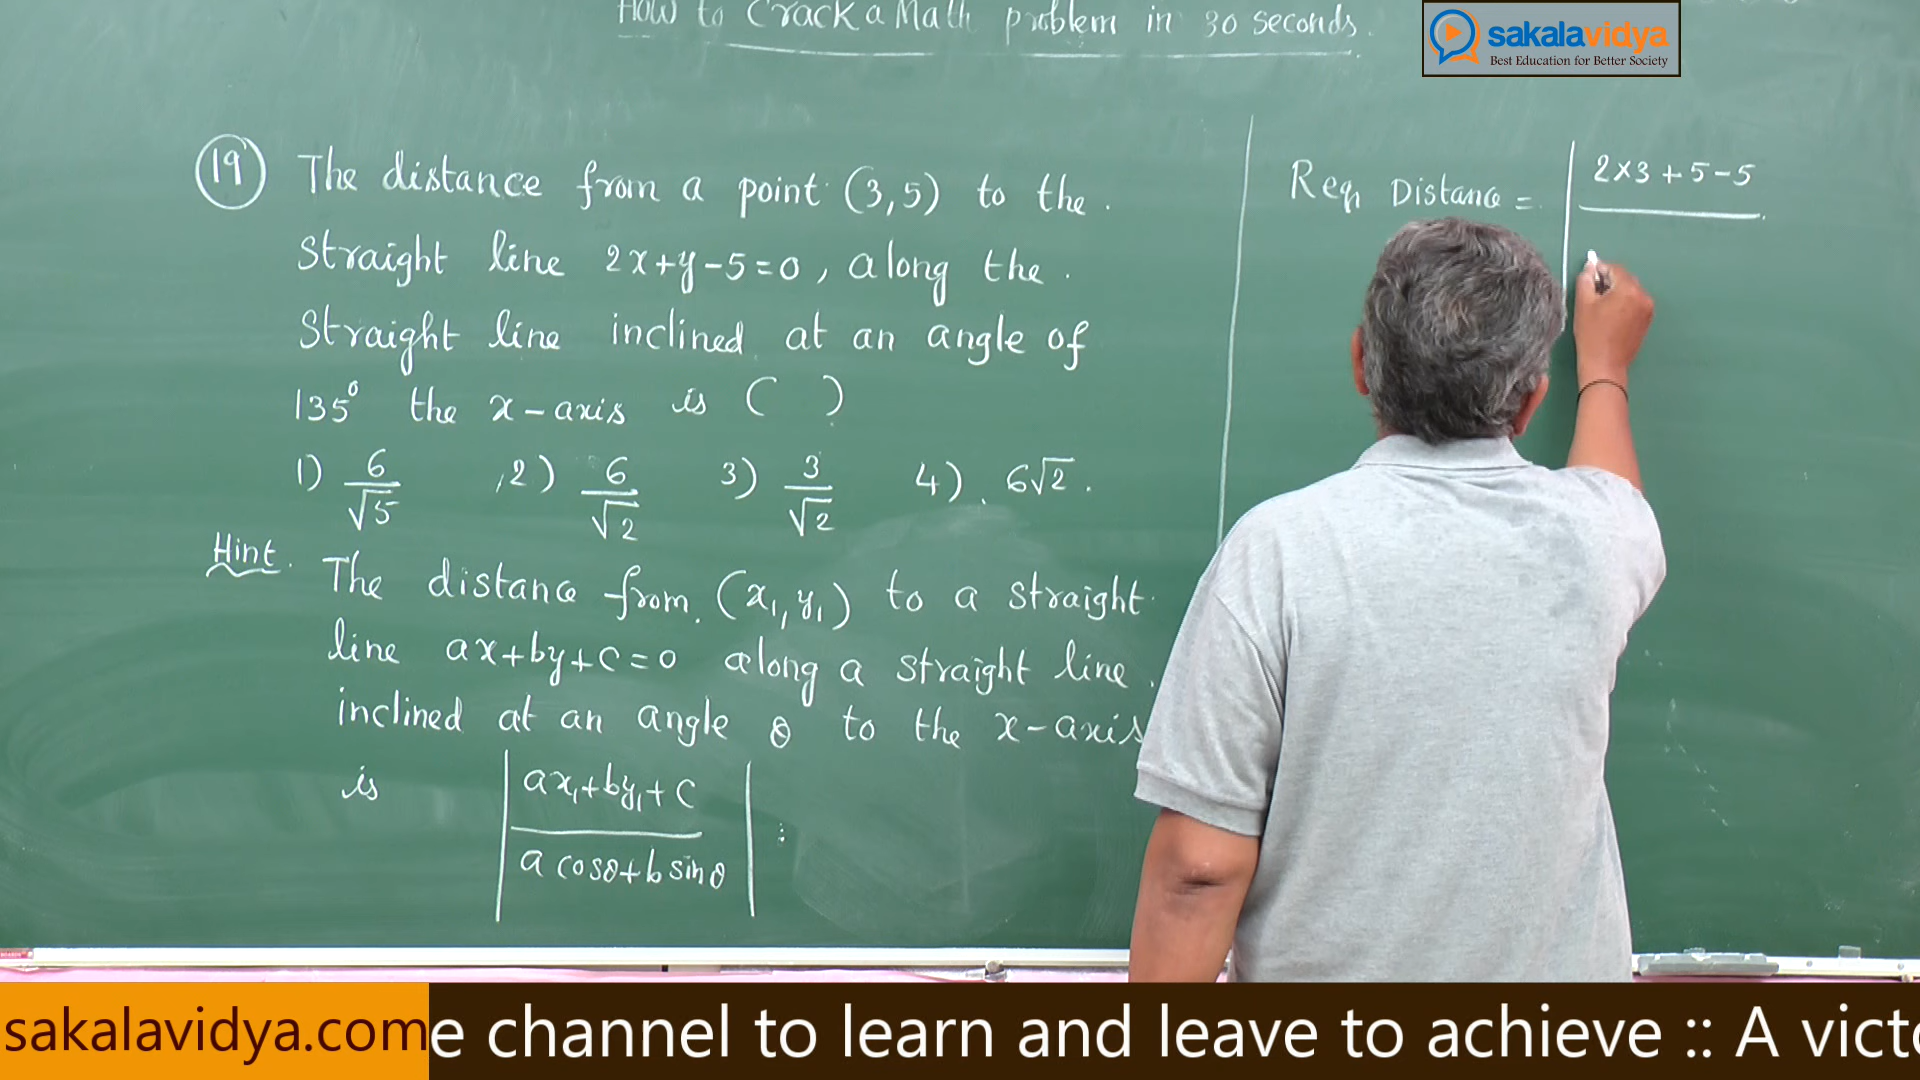 How to Crack a Math problem in 30 seconds.
sakalavidya
Best Education for Better Society
19 The distance from a point (3,5) to the
straight line 2x+y-5=0, along the
straight line inclined at an angle of
135° the x-axis is ( )
1) 6/√5 , 2) 6/√2 3) 3/√2 4) 6√2.
Hint. The distance from (x₁, y₁) to a straight
line ax+by+c=0 along a straight line
inclined at an angle θ to the x-axis
is | ax₁+by₁+c / a cosθ+b sinθ |
Req Distance = | 2×3+5-5
sakalavidya.com
e channel to learn and leave to achieve :: A victo